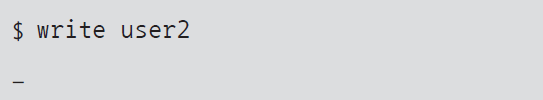 $ write user2
_